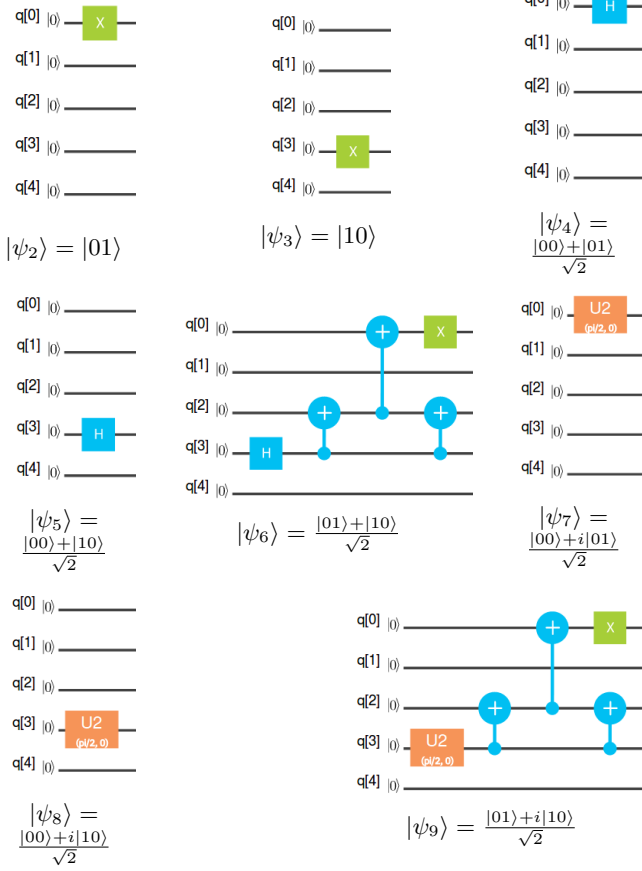 q[0] |0⟩ X
q[1] |0⟩
q[2] |0⟩
q[3] |0⟩
q[4] |0⟩
|ψ₂⟩ = |01⟩
q[0] |0⟩
q[1] |0⟩
q[2] |0⟩
q[3] |0⟩ X
q[4] |0⟩
|ψ₃⟩ = |10⟩
q[0] |0⟩ H
q[1] |0⟩
q[2] |0⟩
q[3] |0⟩
q[4] |0⟩
|ψ₄⟩ =
|00⟩+|01⟩
√2
q[0] |0⟩
q[1] |0⟩
q[2] |0⟩
q[3] |0⟩ H
q[4] |0⟩
|ψ₅⟩ =
|00⟩+|10⟩
√2
q[0] |0⟩ + X
q[1] |0⟩
q[2] |0⟩ + +
q[3] |0⟩ H
q[4] |0⟩
|ψ₆⟩ = |01⟩+|10⟩
√2
q[0] |0⟩ U2
(pi/2, 0)
q[1] |0⟩
q[2] |0⟩
q[3] |0⟩
q[4] |0⟩
|ψ₇⟩ =
|00⟩+i|01⟩
√2
q[0] |0⟩
q[1] |0⟩
q[2] |0⟩
q[3] |0⟩ U2
(pi/2, 0)
q[4] |0⟩
|ψ₈⟩ =
|00⟩+i|10⟩
√2
q[0] |0⟩ + X
q[1] |0⟩
q[2] |0⟩ + +
q[3] |0⟩ U2
(pi/2, 0)
q[4] |0⟩
|ψ₉⟩ = |01⟩+i|10⟩
√2